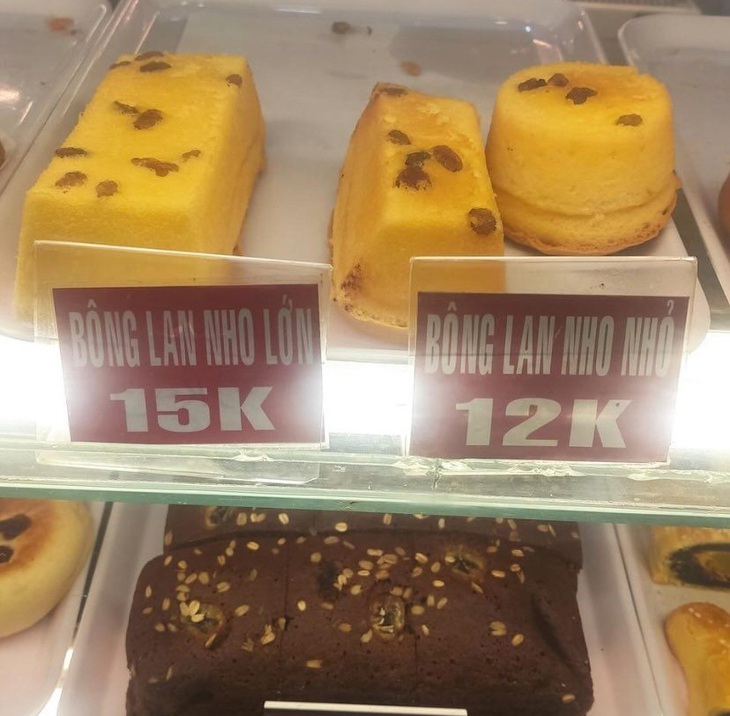 BÔNG LAN NHO LỚN
15K
BÔNG LAN NHO NHỎ
12K